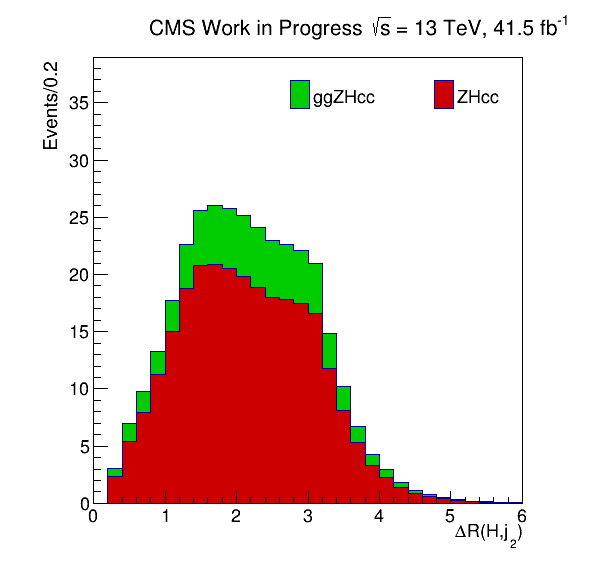 CMS Work in Progress √s = 13 TeV, 41.5 fb⁻¹
Events/0.2
ggZHcc ZHcc
35
30
25
20
15
10
5
0
0 1 2 3 4 5 6
ΔR(H,j₂)